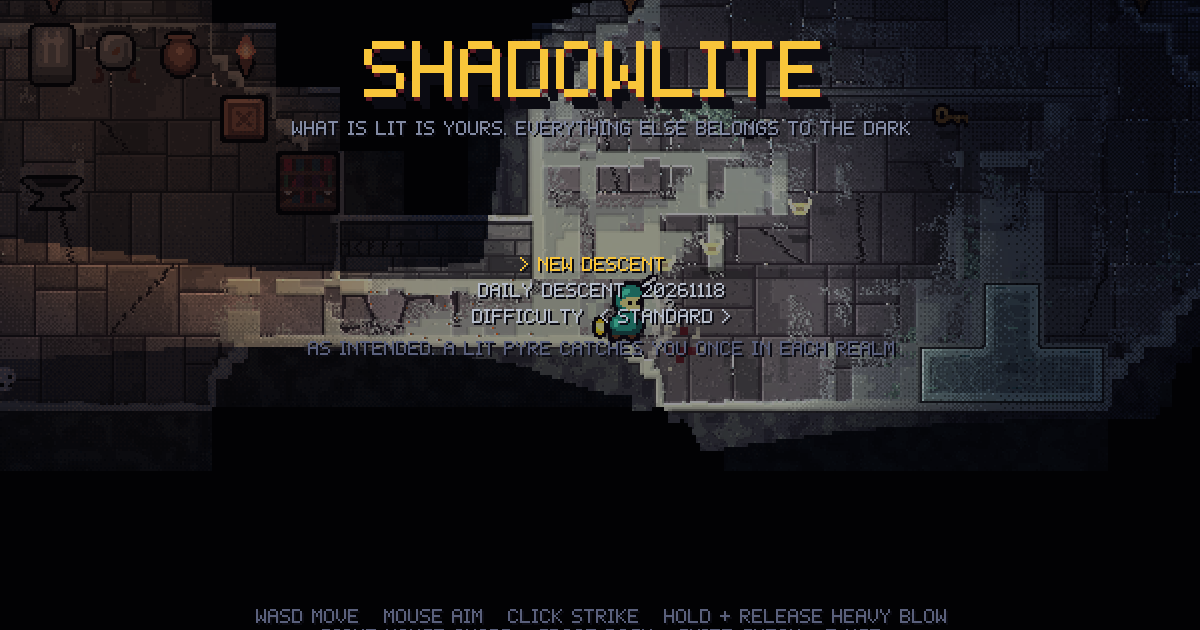 SHADOWLITE
WHAT IS LIT IS YOURS. EVERYTHING ELSE BELONGS TO THE DARK
> NEW DESCENT
DAILY DESCENT 20261118
DIFFICULTY < STANDARD >
AS INTENDED. A LIT PYRE CATCHES YOU ONCE IN EACH REALM
WASD MOVE MOUSE AIM CLICK STRIKE HOLD + RELEASE HEAVY BLOW